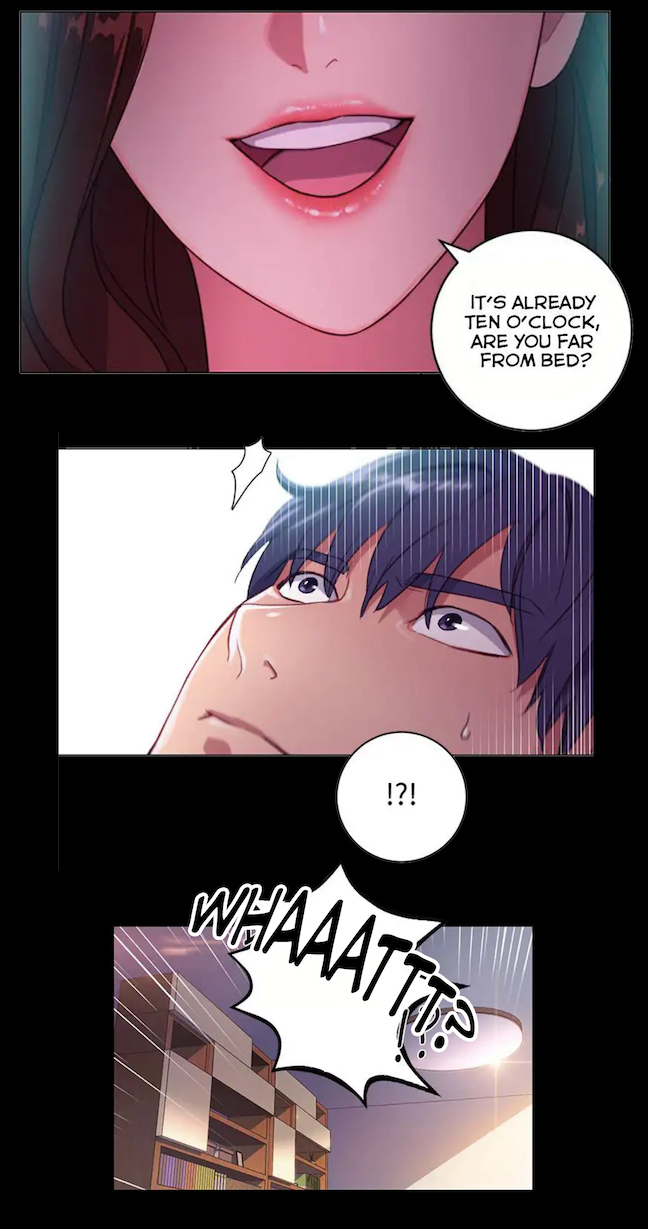 IT'S ALREADY
TEN O'CLOCK,
ARE YOU FAR
FROM BED?
!?!
WHAAATTT?
!?